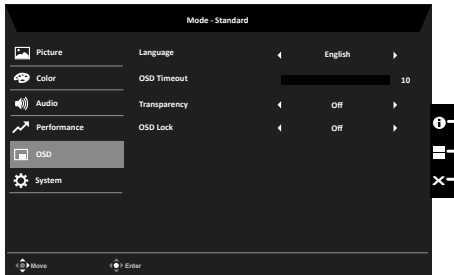 Mode - Standard
Picture
Language
English
Color
OSD Timeout
10
Audio
Transparency
Off
Performance
OSD Lock
Off
OSD
System
Move
Enter